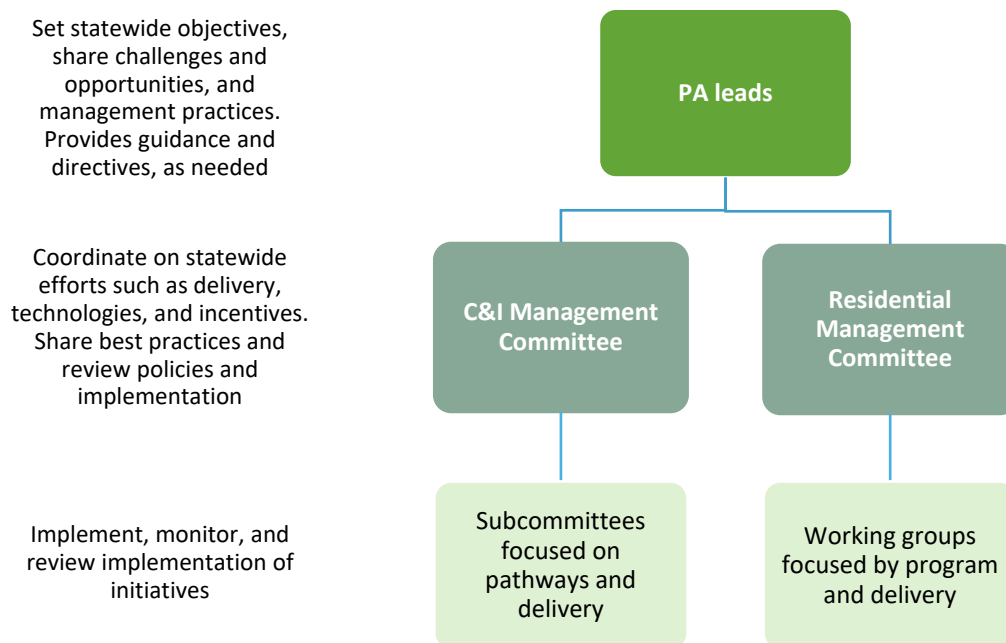 Set statewide objectives,
share challenges and
opportunities, and
management practices.
Provides guidance and
directives, as needed
PA leads
Coordinate on statewide
efforts such as delivery,
technologies, and incentives.
Share best practices and
review policies and
implementation
C&I Management
Committee
Residential
Management
Committee
Implement, monitor, and
review implementation of
initiatives
Subcommittees
focused on
pathways and
delivery
Working groups
focused by program
and delivery